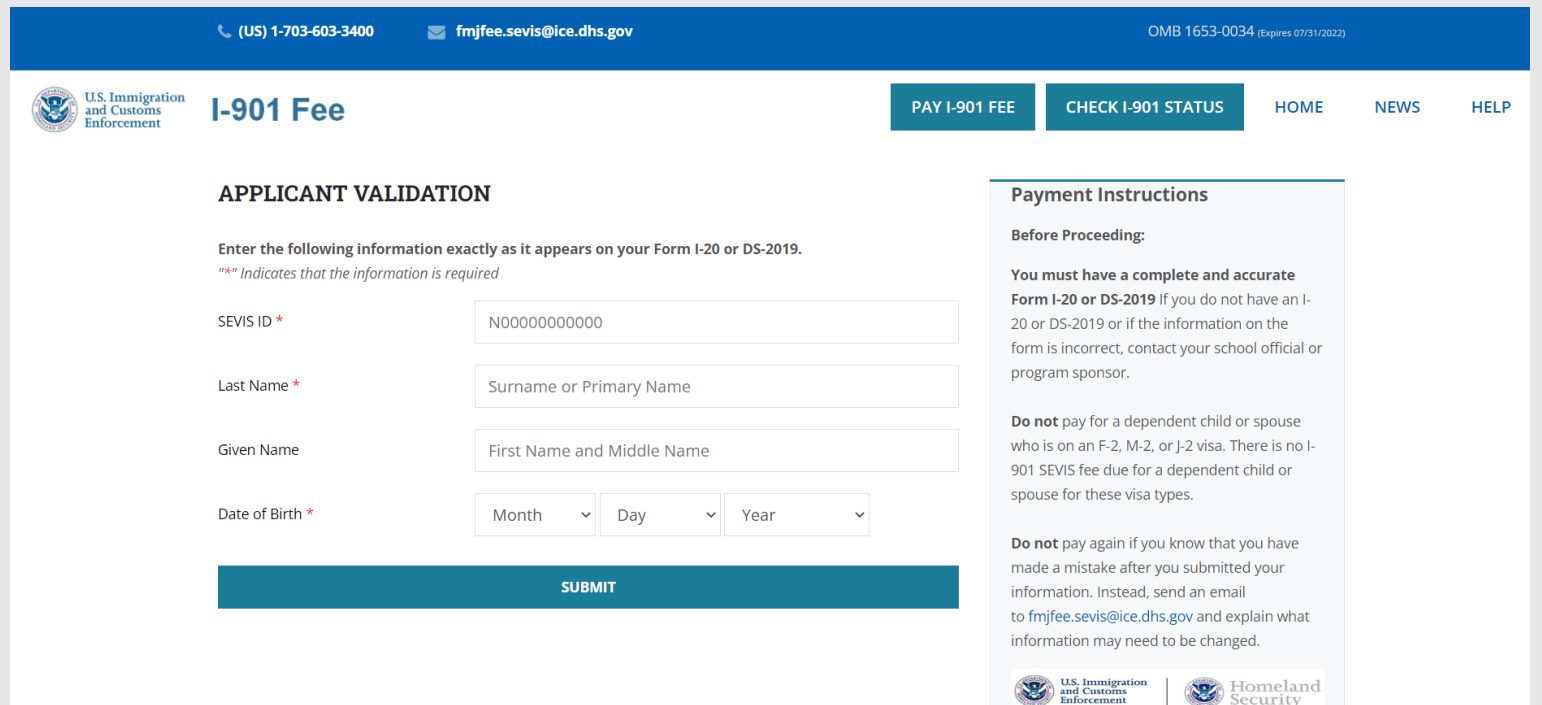 (US) 1-703-603-3400
fmjfee.sevis@ice.dhs.gov
OMB 1653-0034 (Expires 07/31/2022)
U.S. Immigration
and Customs
Enforcement
I-901 Fee
PAY I-901 FEE
CHECK I-901 STATUS
HOME
NEWS
HELP
APPLICANT VALIDATION
Enter the following information exactly as it appears on your Form I-20 or DS-2019.
"*" Indicates that the information is required
SEVIS ID *
N00000000000
Last Name *
Surname or Primary Name
Given Name
First Name and Middle Name
Date of Birth *
Month
Day
Year
SUBMIT
Payment Instructions
Before Proceeding:
You must have a complete and accurate
Form I-20 or DS-2019 If you do not have an I-
20 or DS-2019 or if the information on the
form is incorrect, contact your school official or
program sponsor.
Do not pay for a dependent child or spouse
who is on an F-2, M-2, or J-2 visa. There is no I-
901 SEVIS fee due for a dependent child or
spouse for these visa types.
Do not pay again if you know that you have
made a mistake after you submitted your
information. Instead, send an email
to fmjfee.sevis@ice.dhs.gov and explain what
information may need to be changed.
U.S. Immigration
and Customs
Enforcement
Homeland
Security